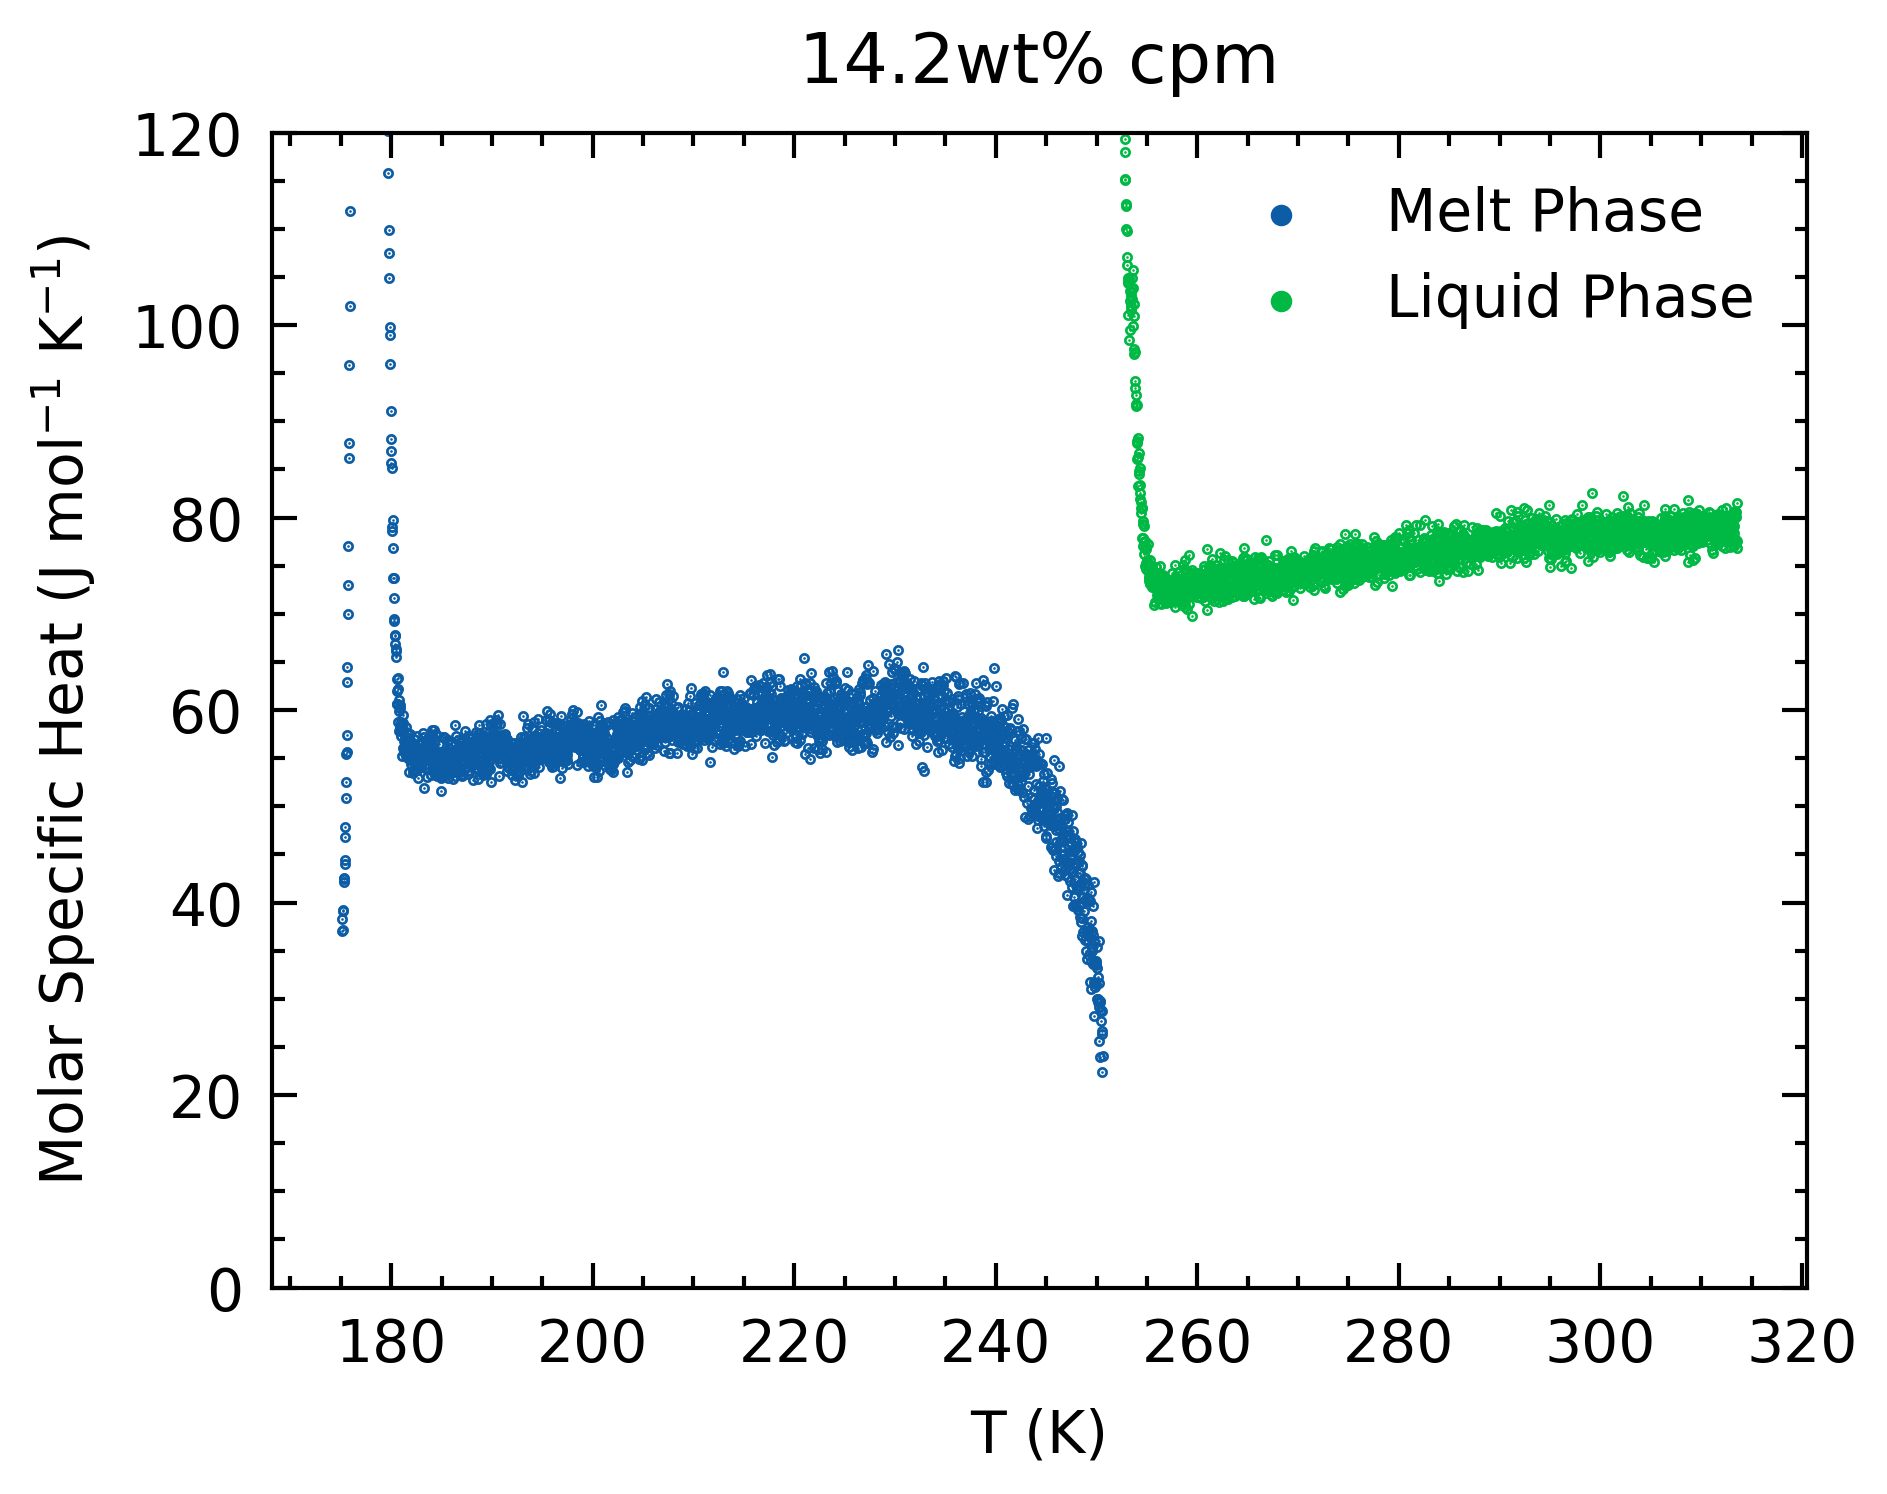 14.2wt% cpm
Molar Specific Heat (J mol⁻¹ K⁻¹)
120
100
80
60
40
20
0
Melt Phase
Liquid Phase
180 200 220 240 260 280 300 320
T (K)